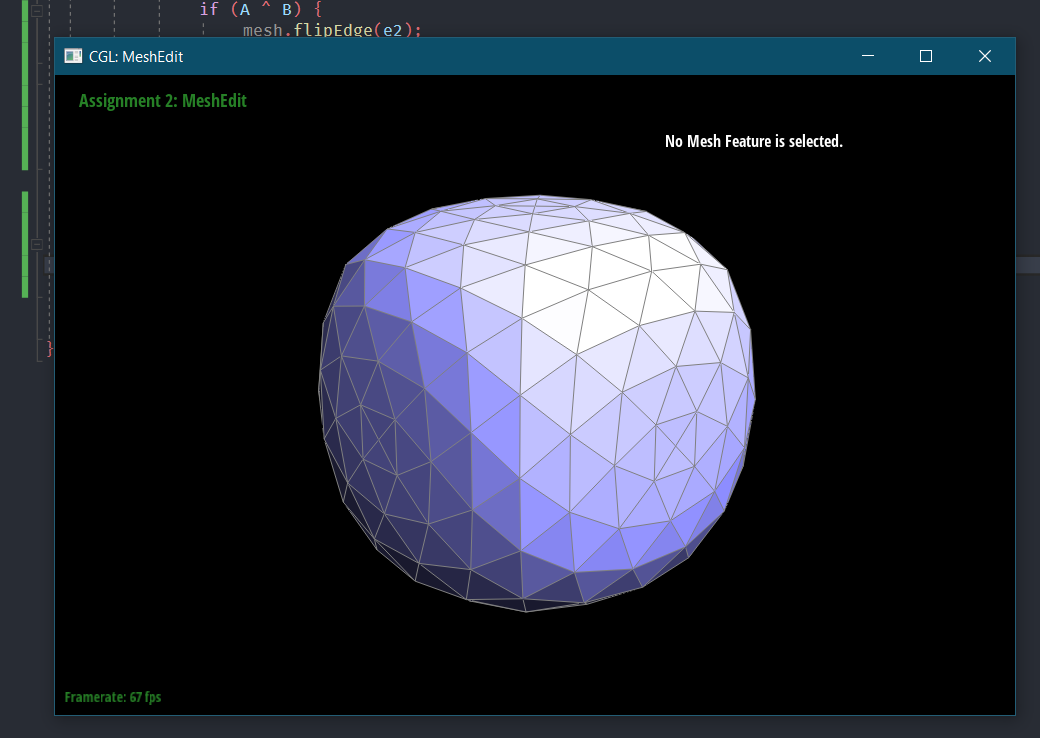 if (A ^ B) {
mesh.flipEdge(e2);
CGL: MeshEdit
Assignment 2: MeshEdit
No Mesh Feature is selected.
}
Framerate: 67 fps